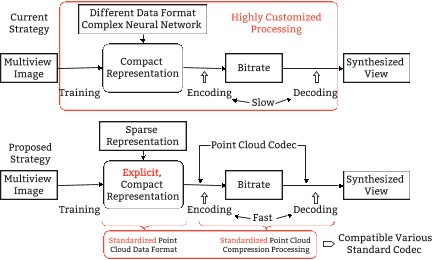 Current
Strategy
Different Data Format
Complex Neural Network
Highly Customized
Processing
Multiview
Image
Compact
Representation
Bitrate
Synthesized
View
Training
Encoding
Slow
Decoding
Proposed
Strategy
Sparse
Representation
Point Cloud Codec
Multiview
Image
Explicit,
Compact
Representation
Bitrate
Synthesized
View
Training
Encoding
Fast
Decoding
Standardized Point
Cloud Data Format
Standardized Point Cloud
Compression Processing
Compatible Various
Standard Codec